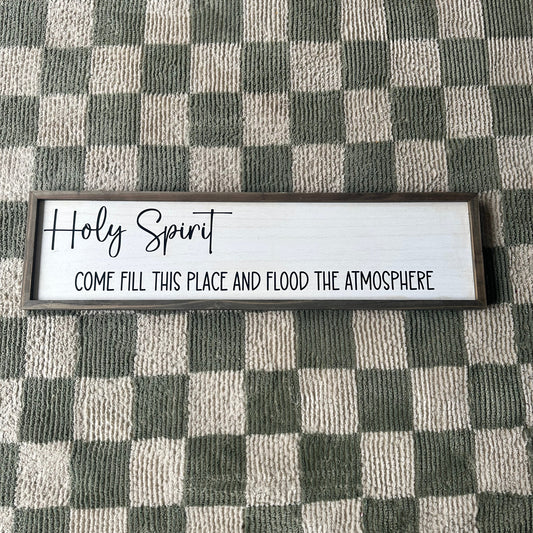 Holy Spirit
COME FILL THIS PLACE AND FLOOD THE ATMOSPHERE